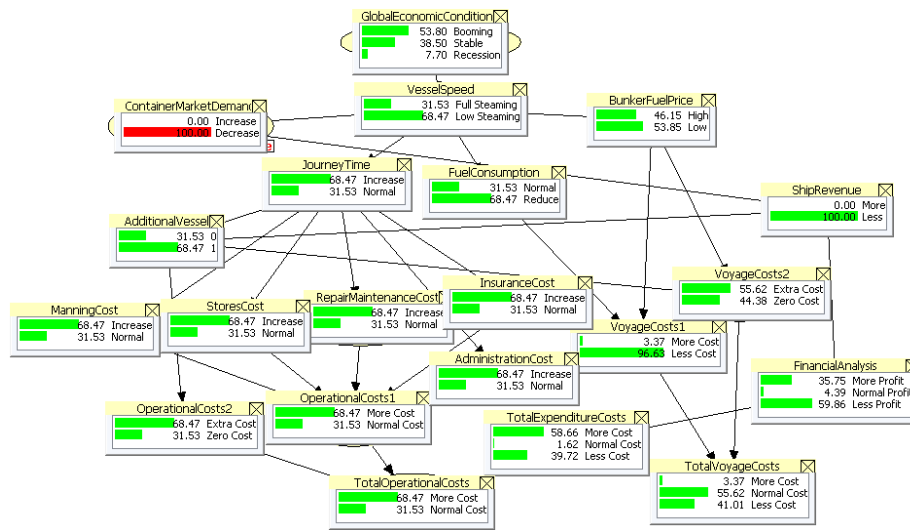 GlobalEconomicCondition
53.80 Booming
38.50 Stable
7.70 Recession
VesselSpeed
31.53 Full Steaming
68.47 Low Steaming
ContainerMarketDemand
0.00 Increase
100.00 Decrease
BunkerFuelPrice
46.15 High
53.85 Low
JourneyTime
68.47 Increase
31.53 Normal
FuelConsumption
31.53 Normal
68.47 Reduce
ShipRevenue
0.00 More
100.00 Less
AdditionalVessel
31.53 0
68.47 1
ManningCost
68.47 Increase
31.53 Normal
StoresCost
68.47 Increase
31.53 Normal
RepairMaintenanceCost
68.47 Increase
31.53 Normal
InsuranceCost
68.47 Increase
31.53 Normal
VoyageCosts2
55.62 Extra Cost
44.38 Zero Cost
VoyageCosts1
3.37 More Cost
96.63 Less Cost
AdministrationCost
68.47 Increase
31.53 Normal
FinancialAnalysis
35.75 More Profit
4.39 Normal Profit
59.86 Less Profit
OperationalCosts2
68.47 Extra Cost
31.53 Zero Cost
OperationalCosts1
68.47 More Cost
31.53 Normal Cost
TotalExpenditureCosts
58.66 More Cost
1.62 Normal Cost
39.72 Less Cost
TotalOperationalCosts
68.47 More Cost
31.53 Normal Cost
TotalVoyageCosts
3.37 More Cost
55.62 Normal Cost
41.01 Less Cost